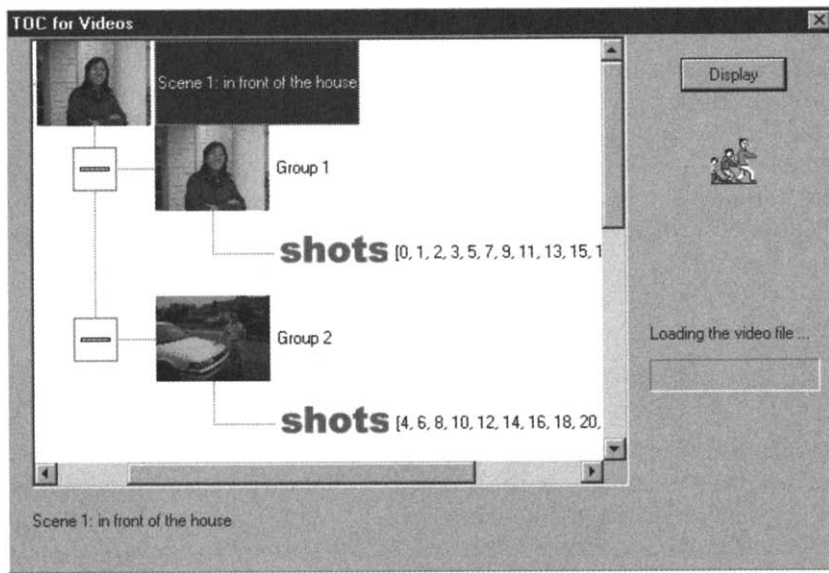 TOC for Videos
Scene 1: in front of the house
Display
Group 1
shots [0, 1, 2, 3, 5, 7, 9, 11, 13, 15, 1
Group 2
Loading the video file ...
shots [4, 6, 8, 10, 12, 14, 16, 18, 20,
Scene 1: in front of the house